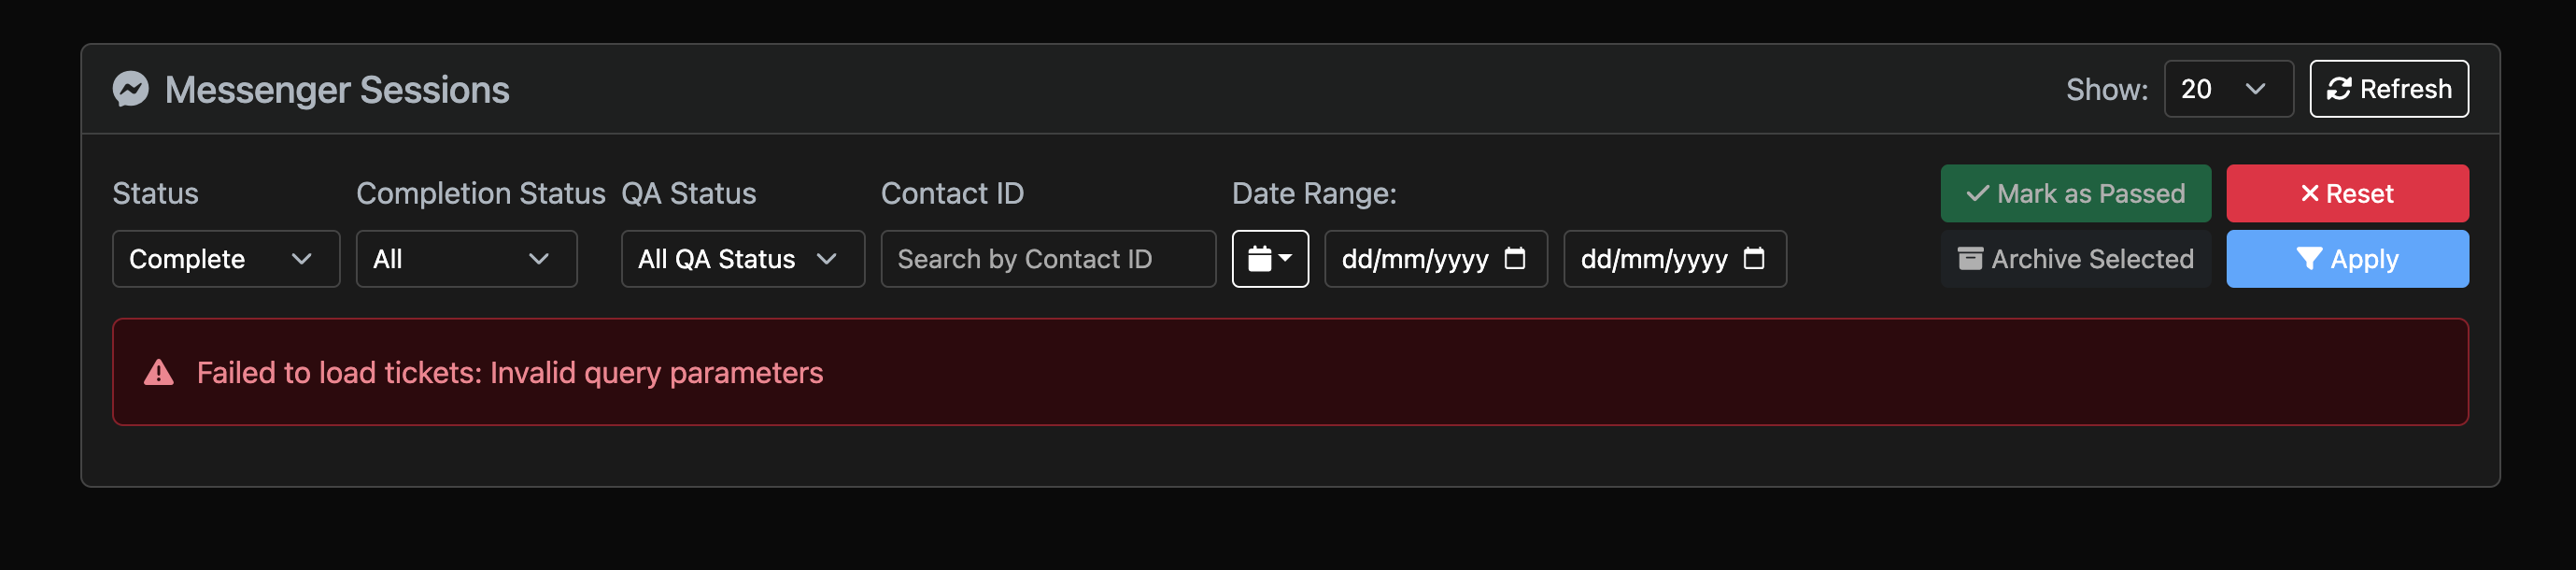 Messenger Sessions
Show: 20 Refresh
Status Completion Status QA Status Contact ID Date Range: Mark as Passed Reset
Complete All All QA Status Search by Contact ID dd/mm/yyyy dd/mm/yyyy Archive Selected Apply
Failed to load tickets: Invalid query parameters